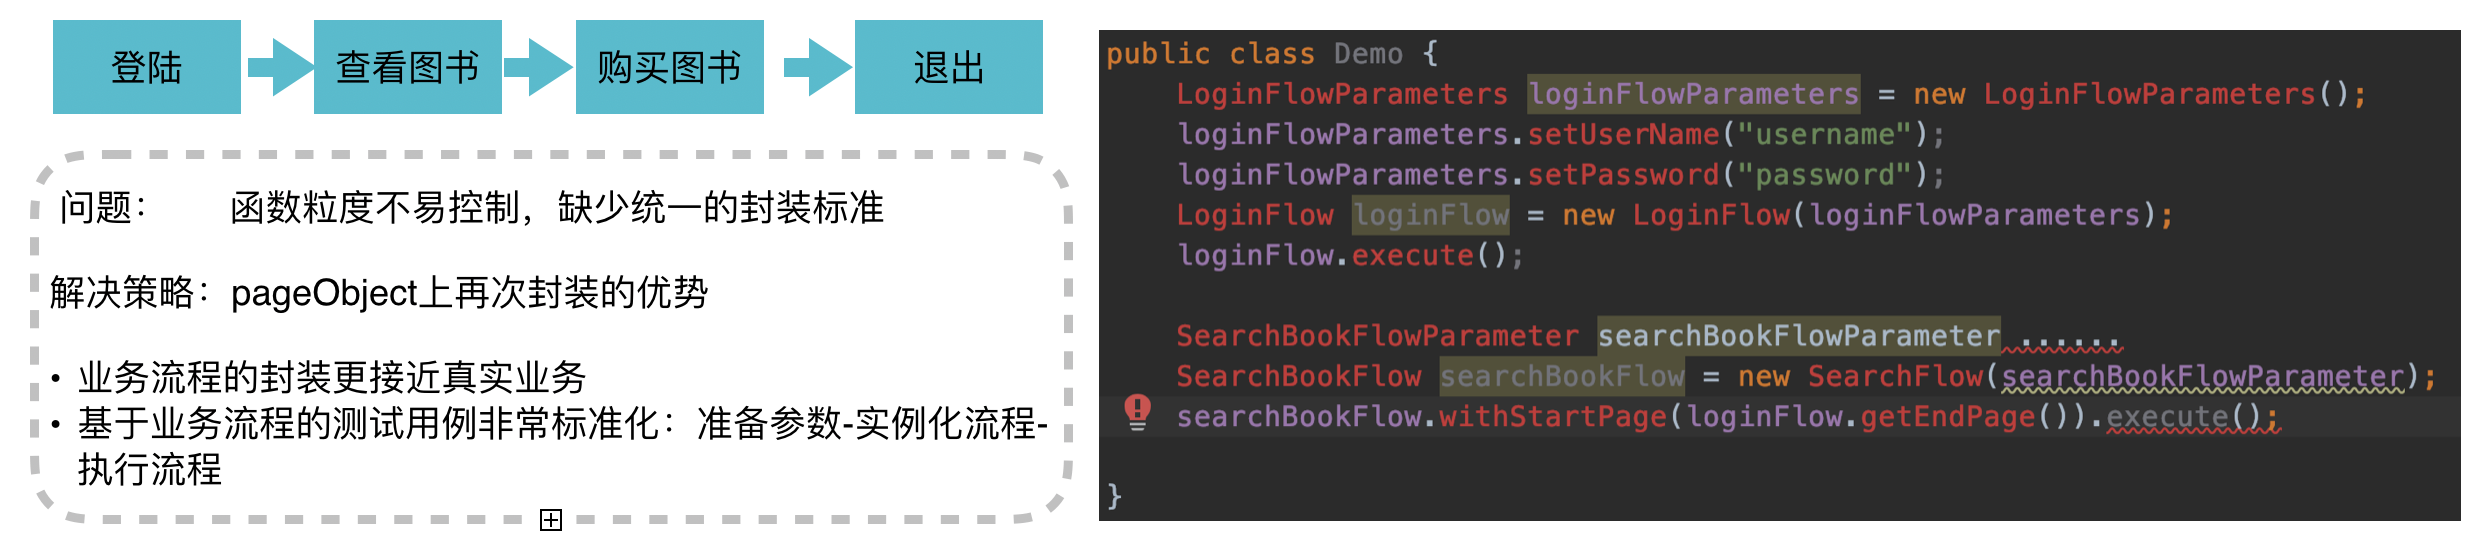 登陆
查看图书
购买图书
退出
问题： 函数粒度不易控制，缺少统一的封装标准
解决策略：pageObject上再次封装的优势
• 业务流程的封装更接近真实业务
• 基于业务流程的测试用例非常标准化：准备参数-实例化流程-
执行流程
public class Demo {
    LoginFlowParameters loginFlowParameters = new LoginFlowParameters();
    loginFlowParameters.setUserName("username");
    loginFlowParameters.setPassword("password");
    LoginFlow loginFlow = new LoginFlow(loginFlowParameters);
    loginFlow.execute();
    SearchBookFlowParameter searchBookFlowParameter ......
    SearchBookFlow searchBookFlow = new SearchFlow(searchBookFlowParameter);
    searchBookFlow.withStartPage(loginFlow.getEndPage()).execute();
}